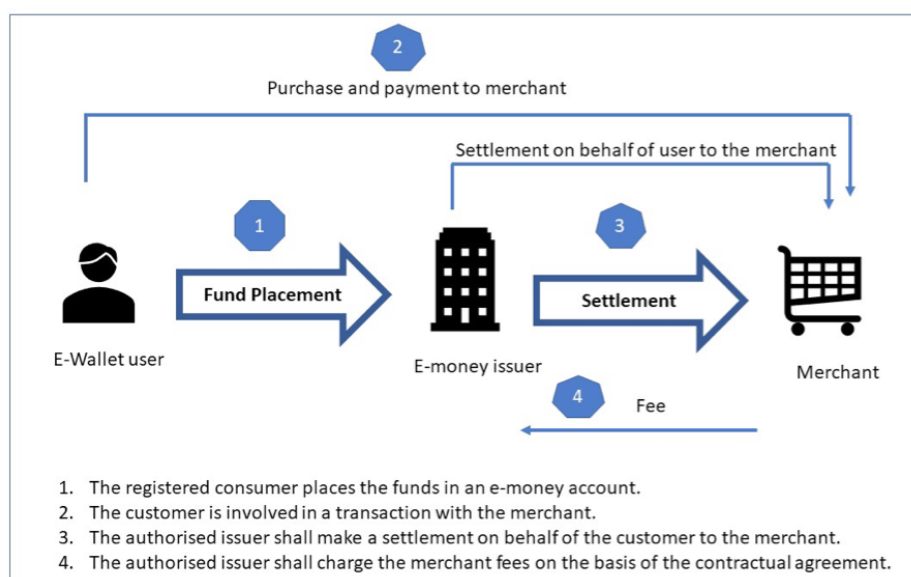 2
Purchase and payment to merchant
Settlement on behalf of user to the merchant
1
3
Fund Placement
Settlement
E-Wallet user
E-money issuer
Merchant
4
Fee
1. The registered consumer places the funds in an e-money account.
2. The customer is involved in a transaction with the merchant.
3. The authorised issuer shall make a settlement on behalf of the customer to the merchant.
4. The authorised issuer shall charge the merchant fees on the basis of the contractual agreement.